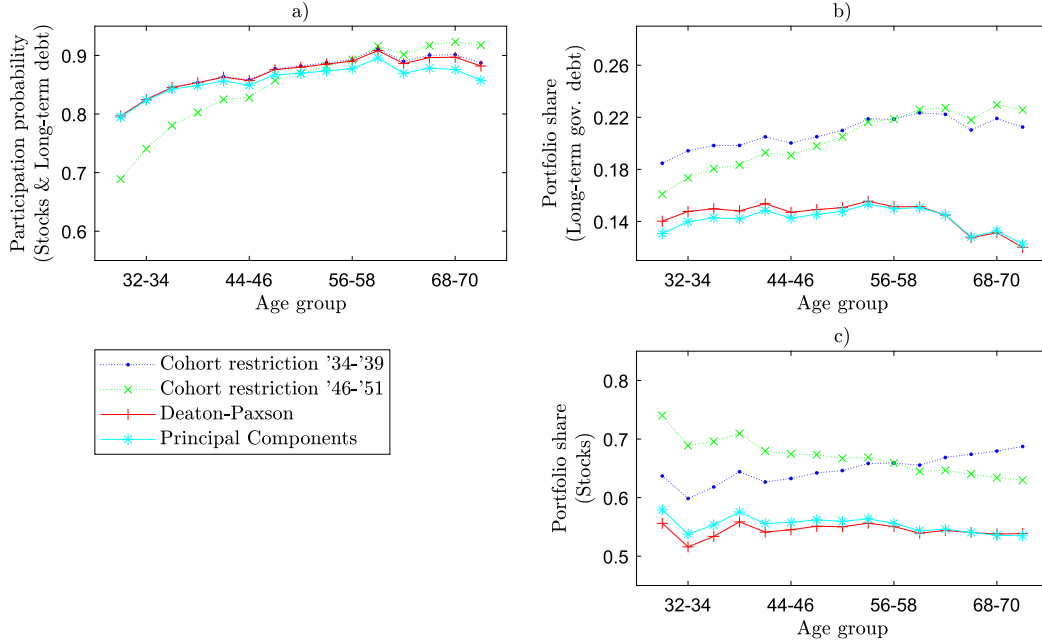 a)
Participation probability
(Stocks & Long-term debt)
0.9
0.8
0.7
0.6
32-34
44-46
56-58
68-70
Age group
b)
Portfolio share
(Long-term gov. debt)
0.26
0.22
0.18
0.14
32-34
44-46
56-58
68-70
Age group
Cohort restriction '34-'39
Cohort restriction '46-'51
Deaton-Paxson
Principal Components
c)
Portfolio share
(Stocks)
0.8
0.7
0.6
0.5
32-34
44-46
56-58
68-70
Age group